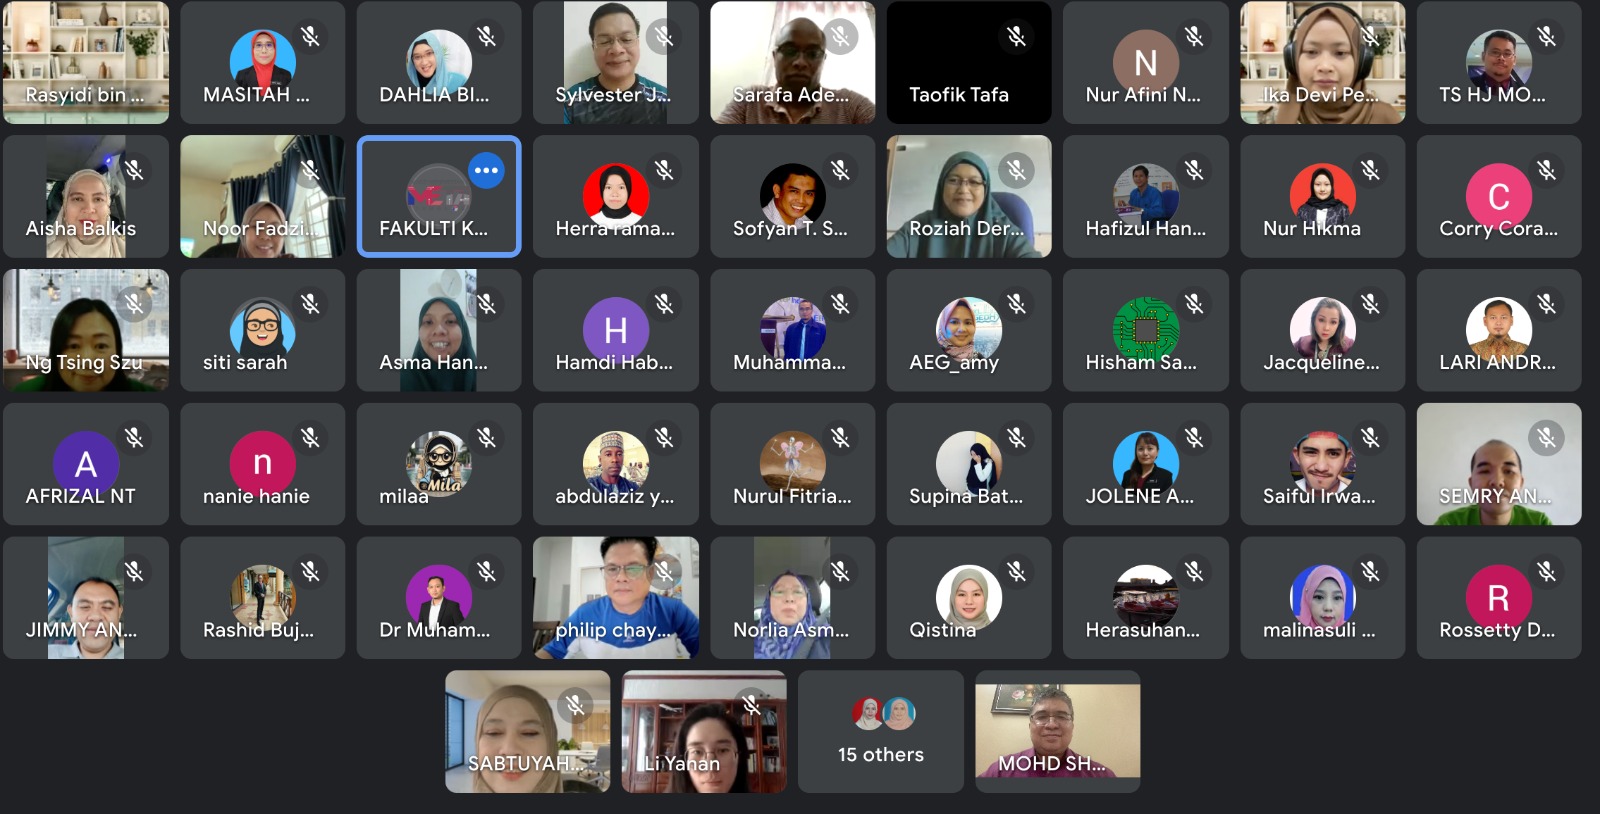 Rasyidi bin ...
MASITAH ...
DAHLIA BI...
Sylvester J...
Sarafa Ade...
Taofik Tafa
N
Nur Afini N...
Ika Devi Pe...
TS HJ MO...
Aisha Balkis
Noor Fadzi...
FAKULTI K...
Herra rama...
Sofyan T. S...
Roziah Der...
Hafizul Han...
Nur Hikma
C
Corry Cora...
Ng Tsing Szu
siti sarah
Asma Han...
H
Hamdi Hab...
Muhamma...
AEG_amy
Hisham Sa...
Jacqueline...
LARI ANDR...
A
AFRIZAL NT
n
nanie hanie
Mila
milaa
abdulaziz y...
Nurul Fitria...
Supina Bat...
JOLENE A...
Saiful Irwa...
SEMRY AN...
JIMMY AN...
Rashid Buj...
Dr Muham...
philip chay...
Norlia Asm...
Qistina
Herasuhan...
malinasuli ...
R
Rossetty D...
SABTUYAH...
Li Yanan
15 others
MOHD SH...